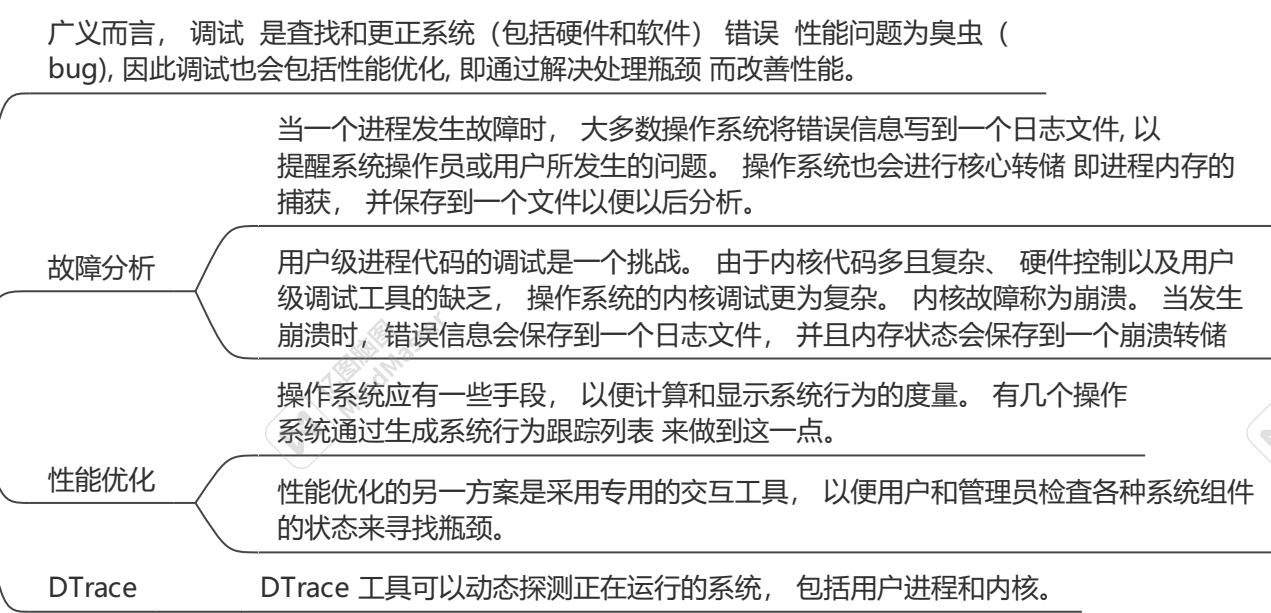 广义而言， 调试 是查找和更正系统（包括硬件和软件） 错误 性能问题为臭虫（
bug), 因此调试也会包括性能优化, 即通过解决处理瓶颈 而改善性能。
当一个进程发生故障时， 大多数操作系统将错误信息写到一个日志文件, 以
提醒系统操作员或用户所发生的问题。 操作系统也会进行核心转储 即进程内存的
捕获， 并保存到一个文件以便以后分析。
故障分析
用户级进程代码的调试是一个挑战。 由于内核代码多且复杂、 硬件控制以及用户
级调试工具的缺乏， 操作系统的内核调试更为复杂。 内核故障称为崩溃。 当发生
崩溃时， 错误信息会保存到一个日志文件， 并且内存状态会保存到一个崩溃转储
亿图脑图
MindMaster
操作系统应有一些手段， 以便计算和显示系统行为的度量。 有几个操作
系统通过生成系统行为跟踪列表 来做到这一点。
性能优化
性能优化的另一方案是采用专用的交互工具， 以便用户和管理员检查各种系统组件
的状态来寻找瓶颈。
DTrace
DTrace 工具可以动态探测正在运行的系统， 包括用户进程和内核。